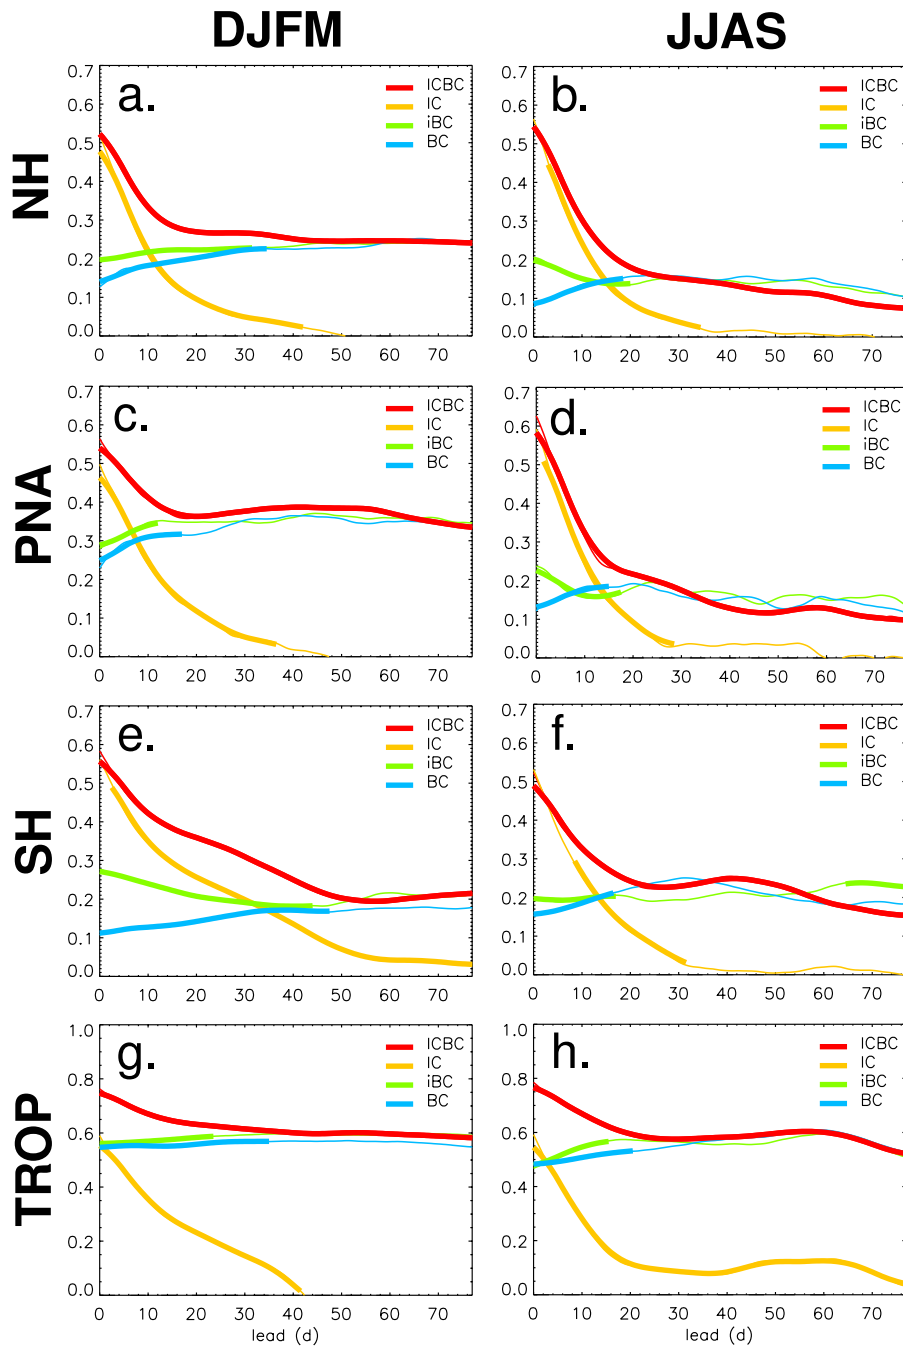 DJFM JJAS
NH
a.
ICBC
IC
iBC
BC
0.7
0.6
0.5
0.4
0.3
0.2
0.1
0.0
0 10 20 30 40 50 60 70
b.
ICBC
IC
iBC
BC
0.7
0.6
0.5
0.4
0.3
0.2
0.1
0.0
0 10 20 30 40 50 60 70
PNA
c.
ICBC
IC
iBC
BC
0.7
0.6
0.5
0.4
0.3
0.2
0.1
0.0
0 10 20 30 40 50 60 70
d.
ICBC
IC
iBC
BC
0.7
0.6
0.5
0.4
0.3
0.2
0.1
0.0
0 10 20 30 40 50 60 70
SH
e.
ICBC
IC
iBC
BC
0.7
0.6
0.5
0.4
0.3
0.2
0.1
0.0
0 10 20 30 40 50 60 70
f.
ICBC
IC
iBC
BC
0.7
0.6
0.5
0.4
0.3
0.2
0.1
0.0
0 10 20 30 40 50 60 70
TROP
g.
ICBC
IC
iBC
BC
1.0
0.8
0.6
0.4
0.2
0.0
0 10 20 30 40 50 60 70
lead (d)
h.
ICBC
IC
iBC
BC
1.0
0.8
0.6
0.4
0.2
0.0
0 10 20 30 40 50 60 70
lead (d)